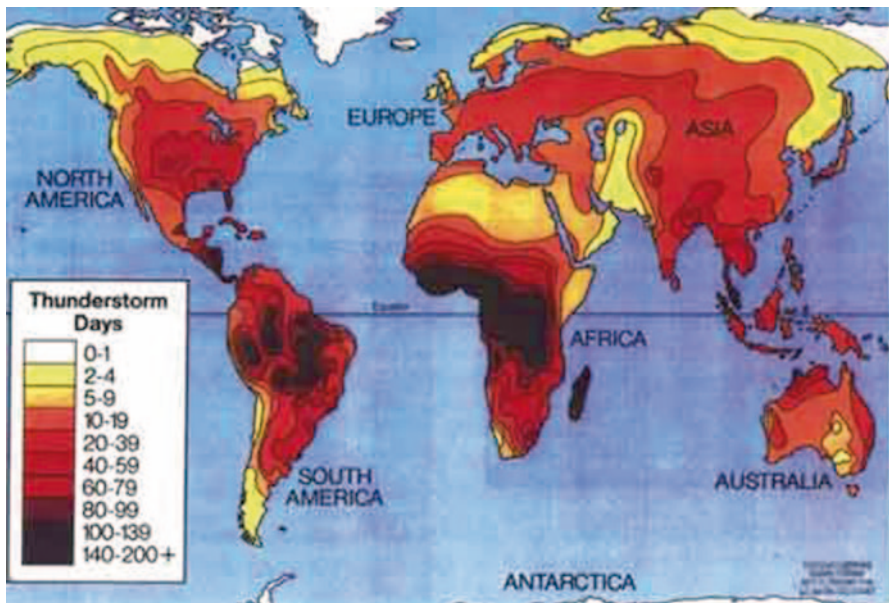 EUROPE
ASIA
NORTH
AMERICA
Thunderstorm
Days
0-1
2-4
5-9
10-19
20-39
40-59
60-79
80-99
100-139
140-200+
Equator
AFRICA
SOUTH
AMERICA
AUSTRALIA
ANTARCTICA